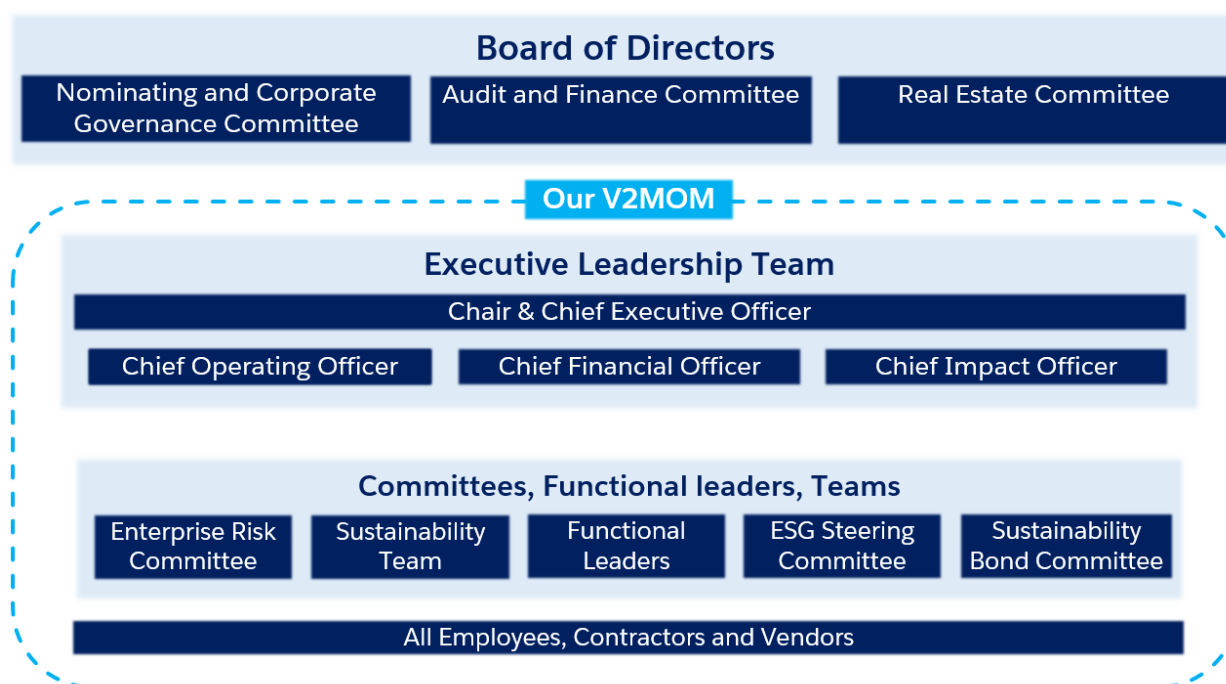 Board of Directors
Nominating and Corporate
Governance Committee
Audit and Finance Committee
Real Estate Committee
Our V2MOM
Executive Leadership Team
Chair & Chief Executive Officer
Chief Operating Officer
Chief Financial Officer
Chief Impact Officer
Committees, Functional leaders, Teams
Enterprise Risk
Committee
Sustainability
Team
Functional
Leaders
ESG Steering
Committee
Sustainability
Bond Committee
All Employees, Contractors and Vendors